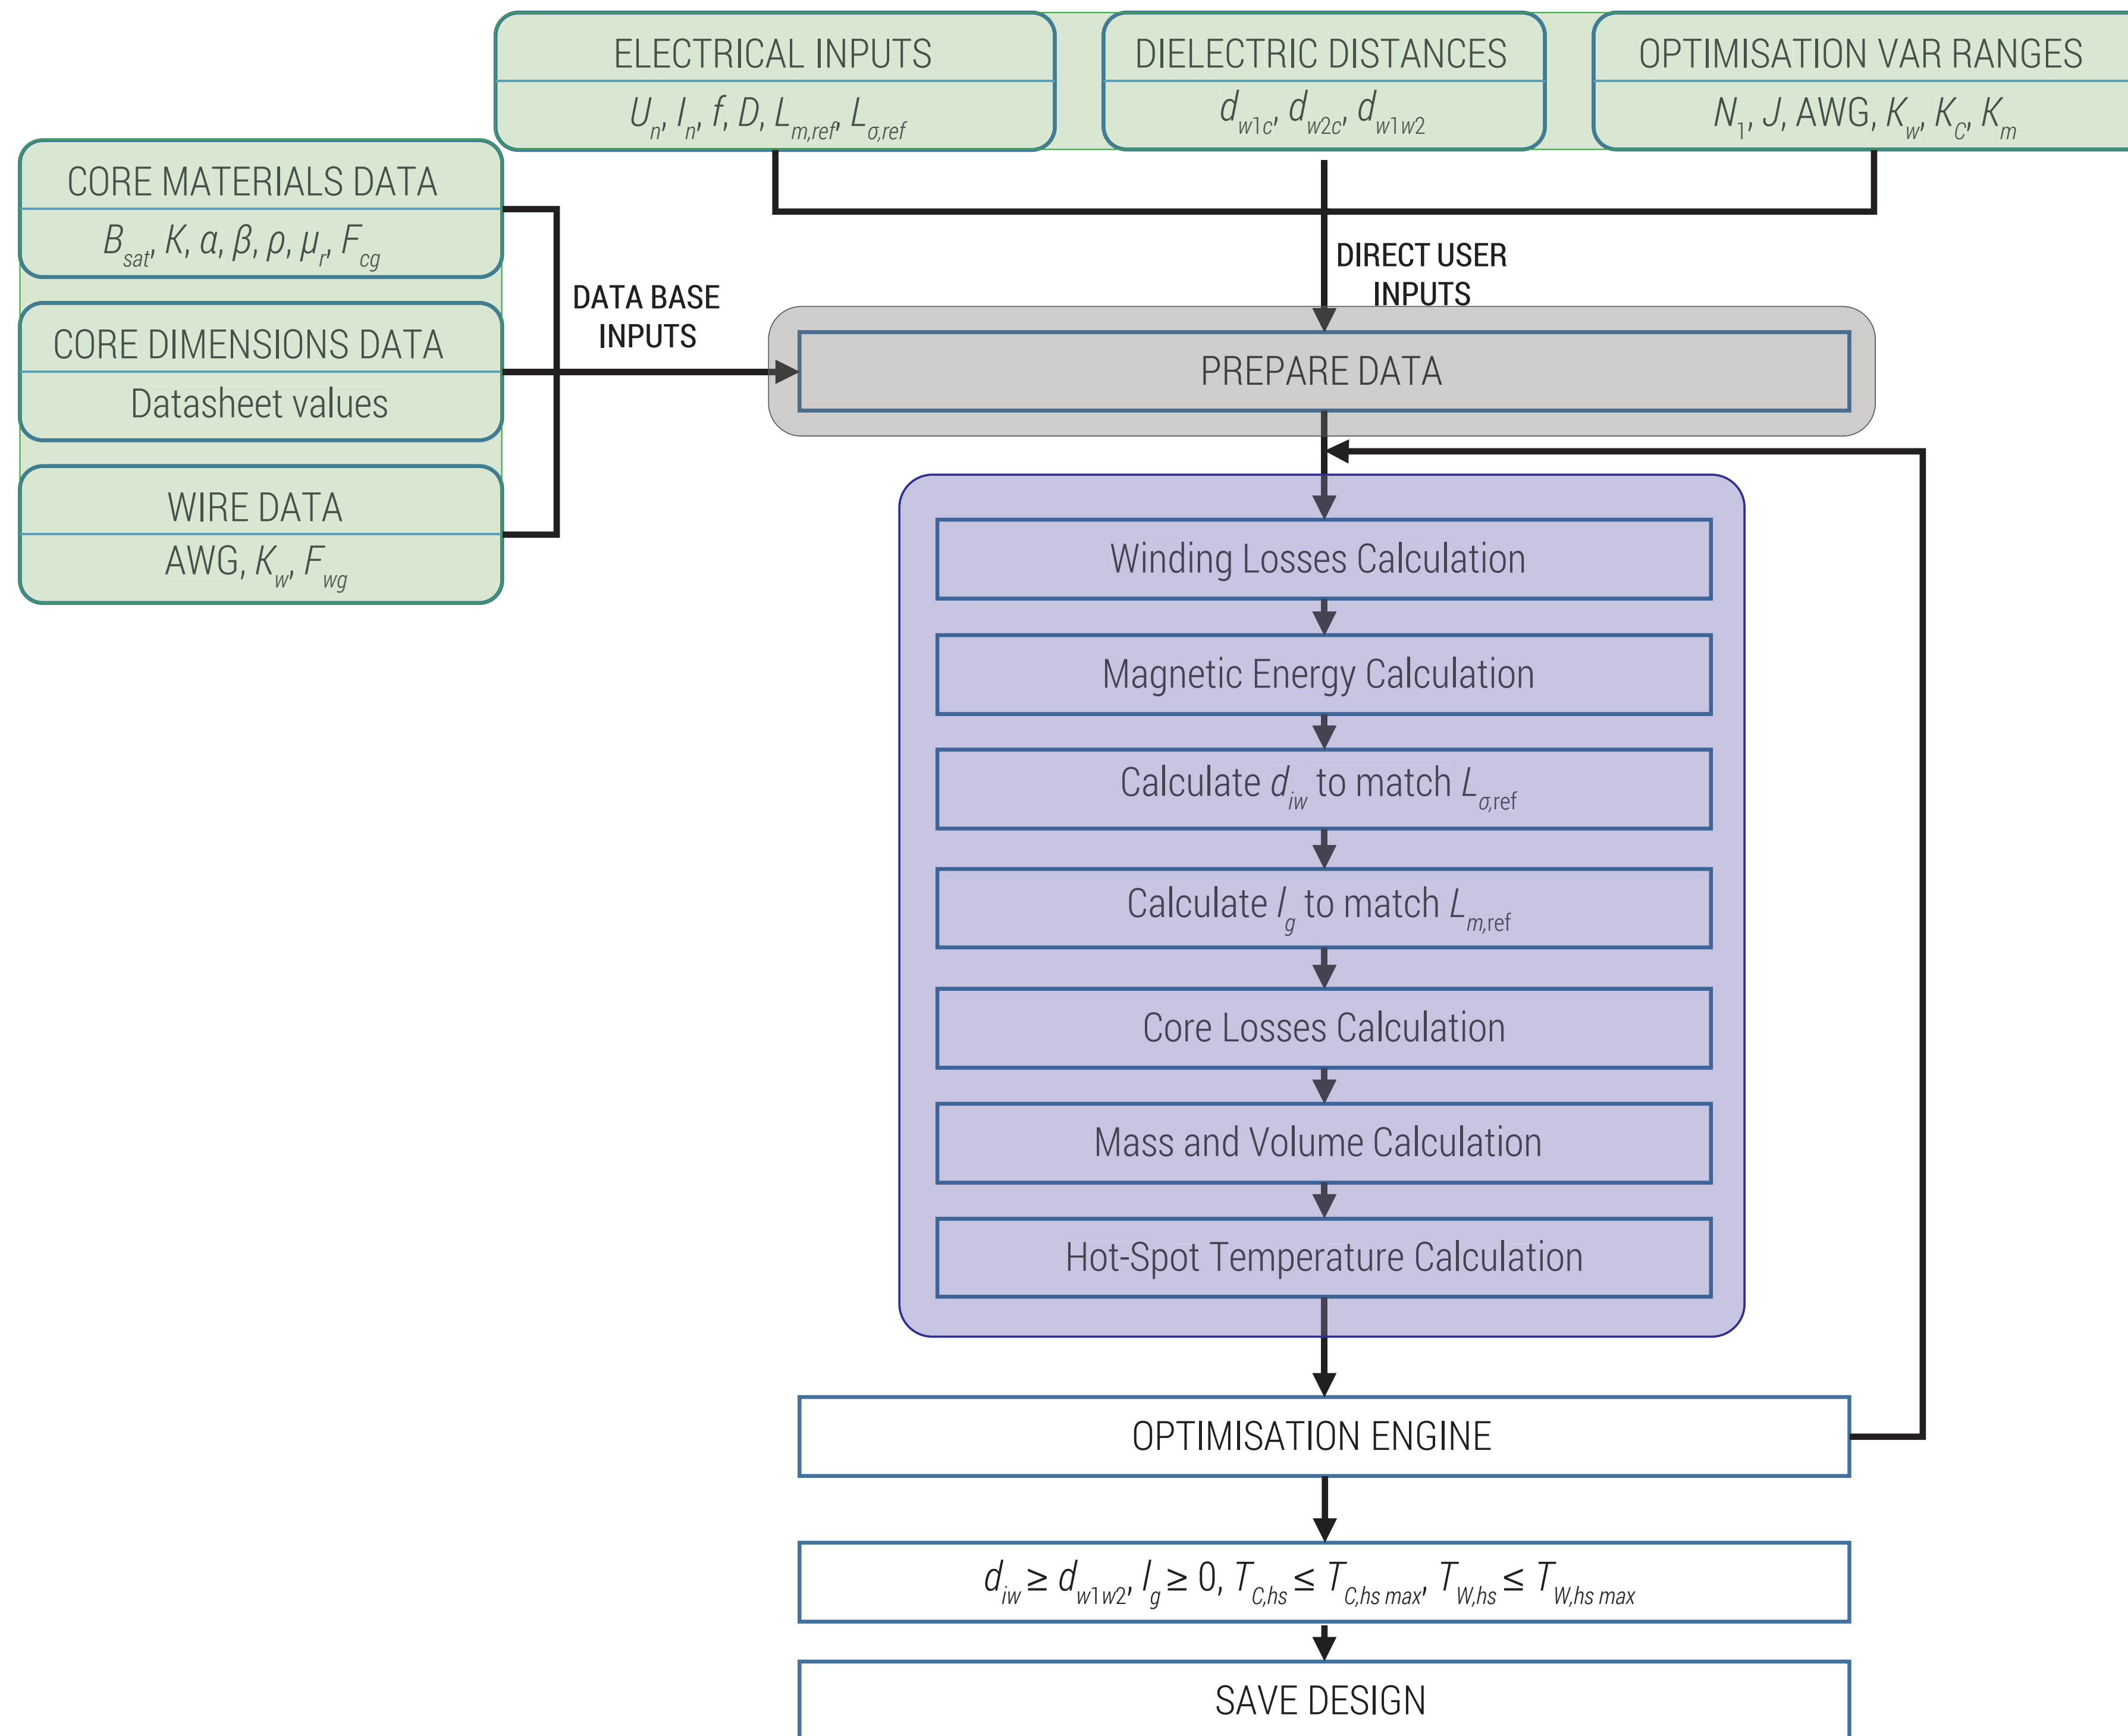 ELECTRICAL INPUTS
U_n, I_n, f, D, L_m,ref, L_σ,ref
DIELECTRIC DISTANCES
d_w1c, d_w2c, d_w1w2
OPTIMISATION VAR RANGES
N_1, J, AWG, K_w, K_C, K_m
CORE MATERIALS DATA
B_sat, K, α, β, ρ, μ_r, F_cg
CORE DIMENSIONS DATA
Datasheet values
WIRE DATA
AWG, K_w, F_wg
DATA BASE
INPUTS
DIRECT USER
INPUTS
PREPARE DATA
Winding Losses Calculation
Magnetic Energy Calculation
Calculate d_iw to match L_σ,ref
Calculate l_g to match L_m,ref
Core Losses Calculation
Mass and Volume Calculation
Hot-Spot Temperature Calculation
OPTIMISATION ENGINE
d_iw ≥ d_w1w2, l_g ≥ 0, T_C,hs ≤ T_C,hs max, T_W,hs ≤ T_W,hs max
SAVE DESIGN